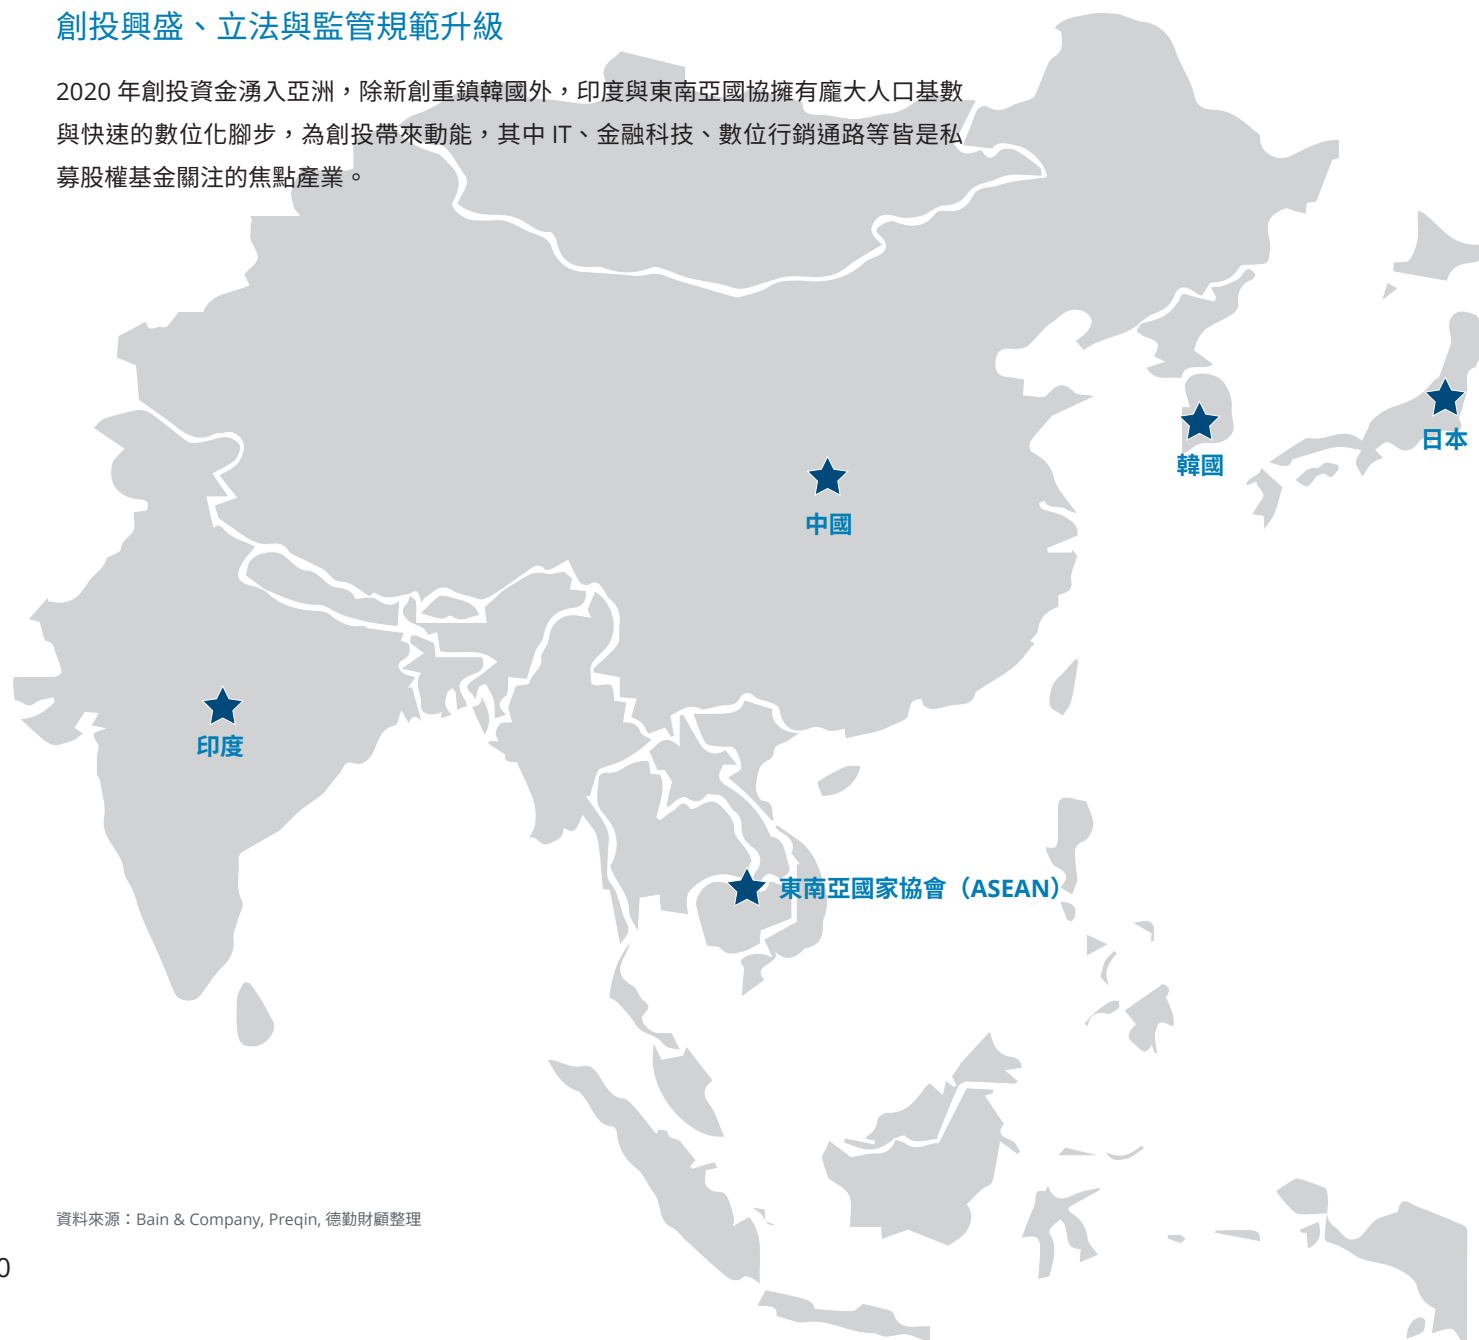 創投興盛、立法與監管規範升級
2020 年創投資金湧入亞洲，除新創重鎮韓國外，印度與東南亞國協擁有龐大人口基數
與快速的數位化腳步，為創投帶來動能，其中 IT、金融科技、數位行銷通路等皆是私
募股權基金關注的焦點產業。
日本
韓國
中國
印度
東南亞國家協會（ASEAN）
資料來源：Bain & Company, Preqin, 德勤財顧整理
0